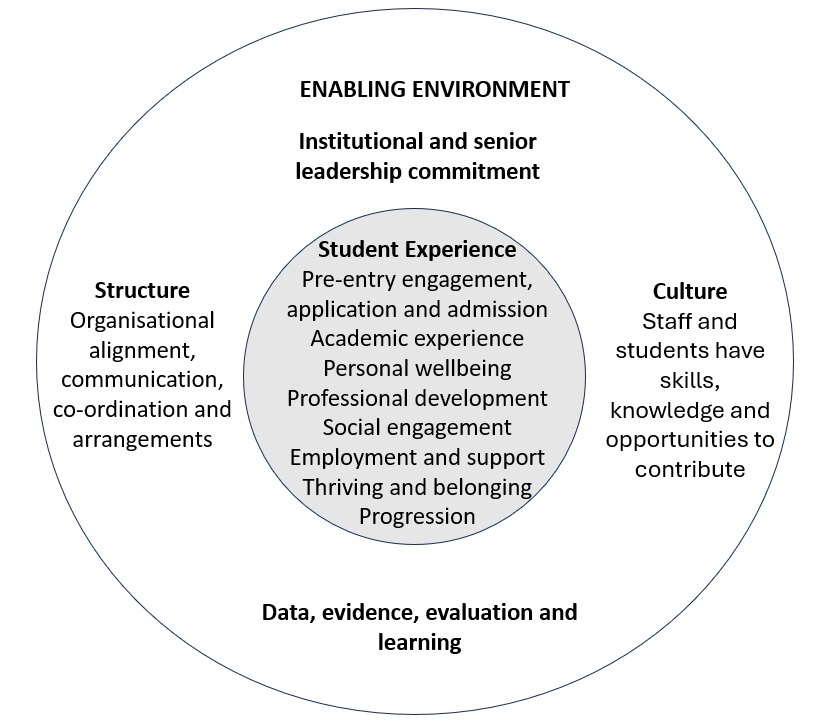 ENABLING ENVIRONMENT
Institutional and senior
leadership commitment
Structure
Organisational
alignment,
communication,
co-ordination and
arrangements
Student Experience
Pre-entry engagement,
application and admission
Academic experience
Personal wellbeing
Professional development
Social engagement
Employment and support
Thriving and belonging
Progression
Culture
Staff and
students have
skills,
knowledge and
opportunities to
contribute
Data, evidence, evaluation and
learning